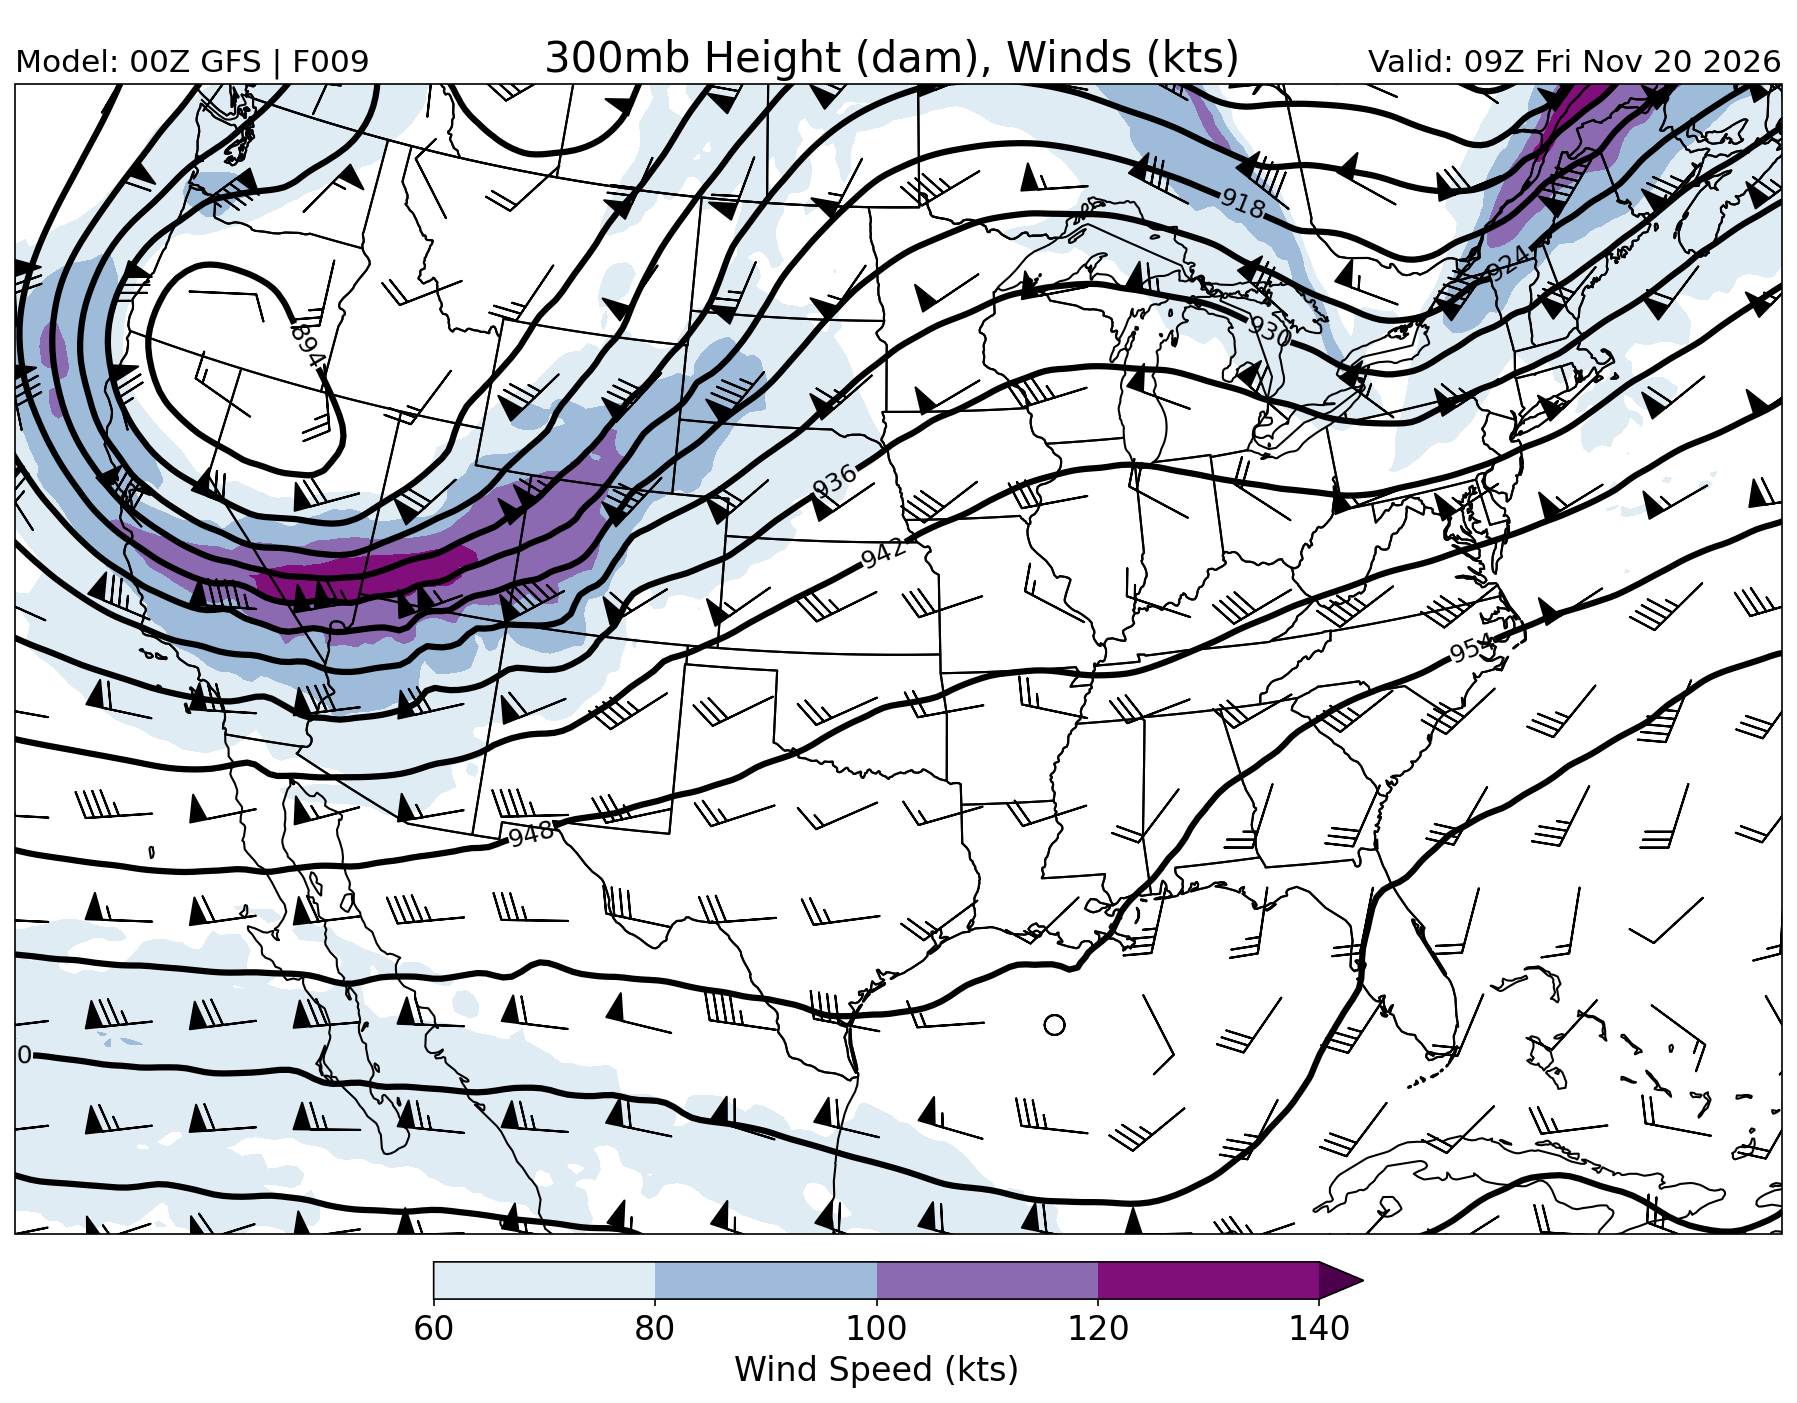 300mb Height (dam), Winds (kts)
Model: 00Z GFS | F009
Valid: 09Z Fri Nov 20 2026
918
924
930
894
936
942
954
948
0
60 80 100 120 140
Wind Speed (kts)